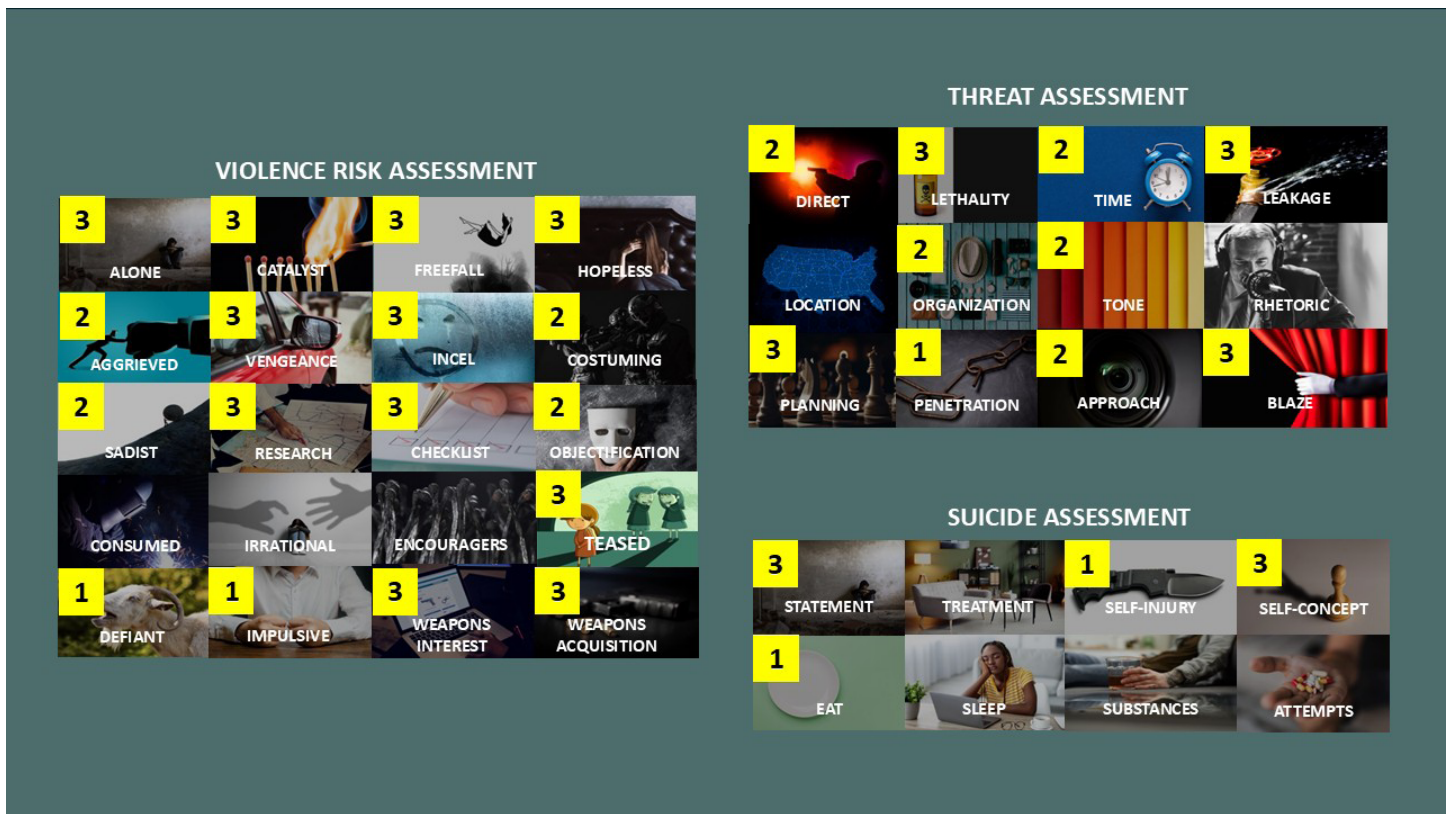 VIOLENCE RISK ASSESSMENT
3
ALONE
3
CATALYST
3
FREEFALL
3
HOPELESS
2
AGGRIEVED
3
VENGEANCE
3
INCEL
2
COSTUMING
2
SADIST
3
RESEARCH
3
CHECKLIST
2
OBJECTIFICATION
CONSUMED
IRRATIONAL
ENCOURAGERS
3
TEASED
1
DEFIANT
1
IMPULSIVE
3
WEAPONS
INTEREST
3
WEAPONS
ACQUISITION
THREAT ASSESSMENT
2
DIRECT
3
LETHALITY
2
TIME
3
LEAKAGE
LOCATION
2
ORGANIZATION
2
TONE
RHETORIC
3
PLANNING
1
PENETRATION
2
APPROACH
3
BLAZE
SUICIDE ASSESSMENT
3
STATEMENT
TREATMENT
1
SELF-INJURY
3
SELF-CONCEPT
1
EAT
SLEEP
SUBSTANCES
ATTEMPTS